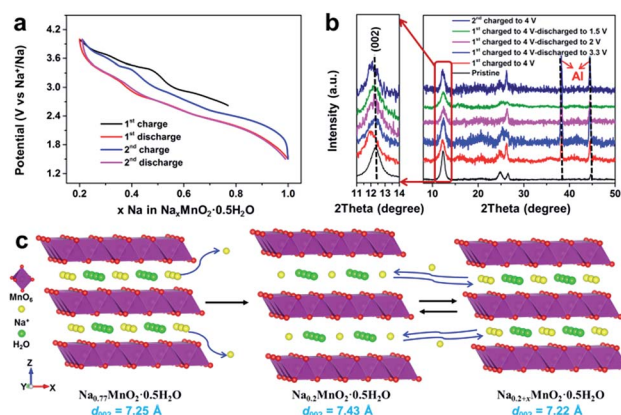 a
4.2
3.6
3.0
2.4
1.8
1.2
Potential (V vs Na⁺/Na)
1ˢᵗ charge
1ˢᵗ discharge
2ⁿᵈ charge
2ⁿᵈ discharge
0.2 0.4 0.6 0.8 1.0
x Na in NaₓMnO₂·0.5H₂O
b
Intensity (a.u.)
(002)
2ⁿᵈ charged to 4 V
1ˢᵗ charged to 4 V-discharged to 1.5 V
1ˢᵗ charged to 4 V-discharged to 2 V
1ˢᵗ charged to 4 V-discharged to 3.3 V
1ˢᵗ charged to 4 V
Pristine
Al
11 12 13 14
10 20 30 40 50
2Theta (degree)
2Theta (degree)
c
MnO₆
Na⁺
H₂O
Z
Y
X
Na₀.₇₇MnO₂·0.5H₂O
d₀₀₂ = 7.25 Å
Na₀.₂MnO₂·0.5H₂O
d₀₀₂ = 7.43 Å
Na₀.₂₊ₓMnO₂·0.5H₂O
d₀₀₂ = 7.22 Å